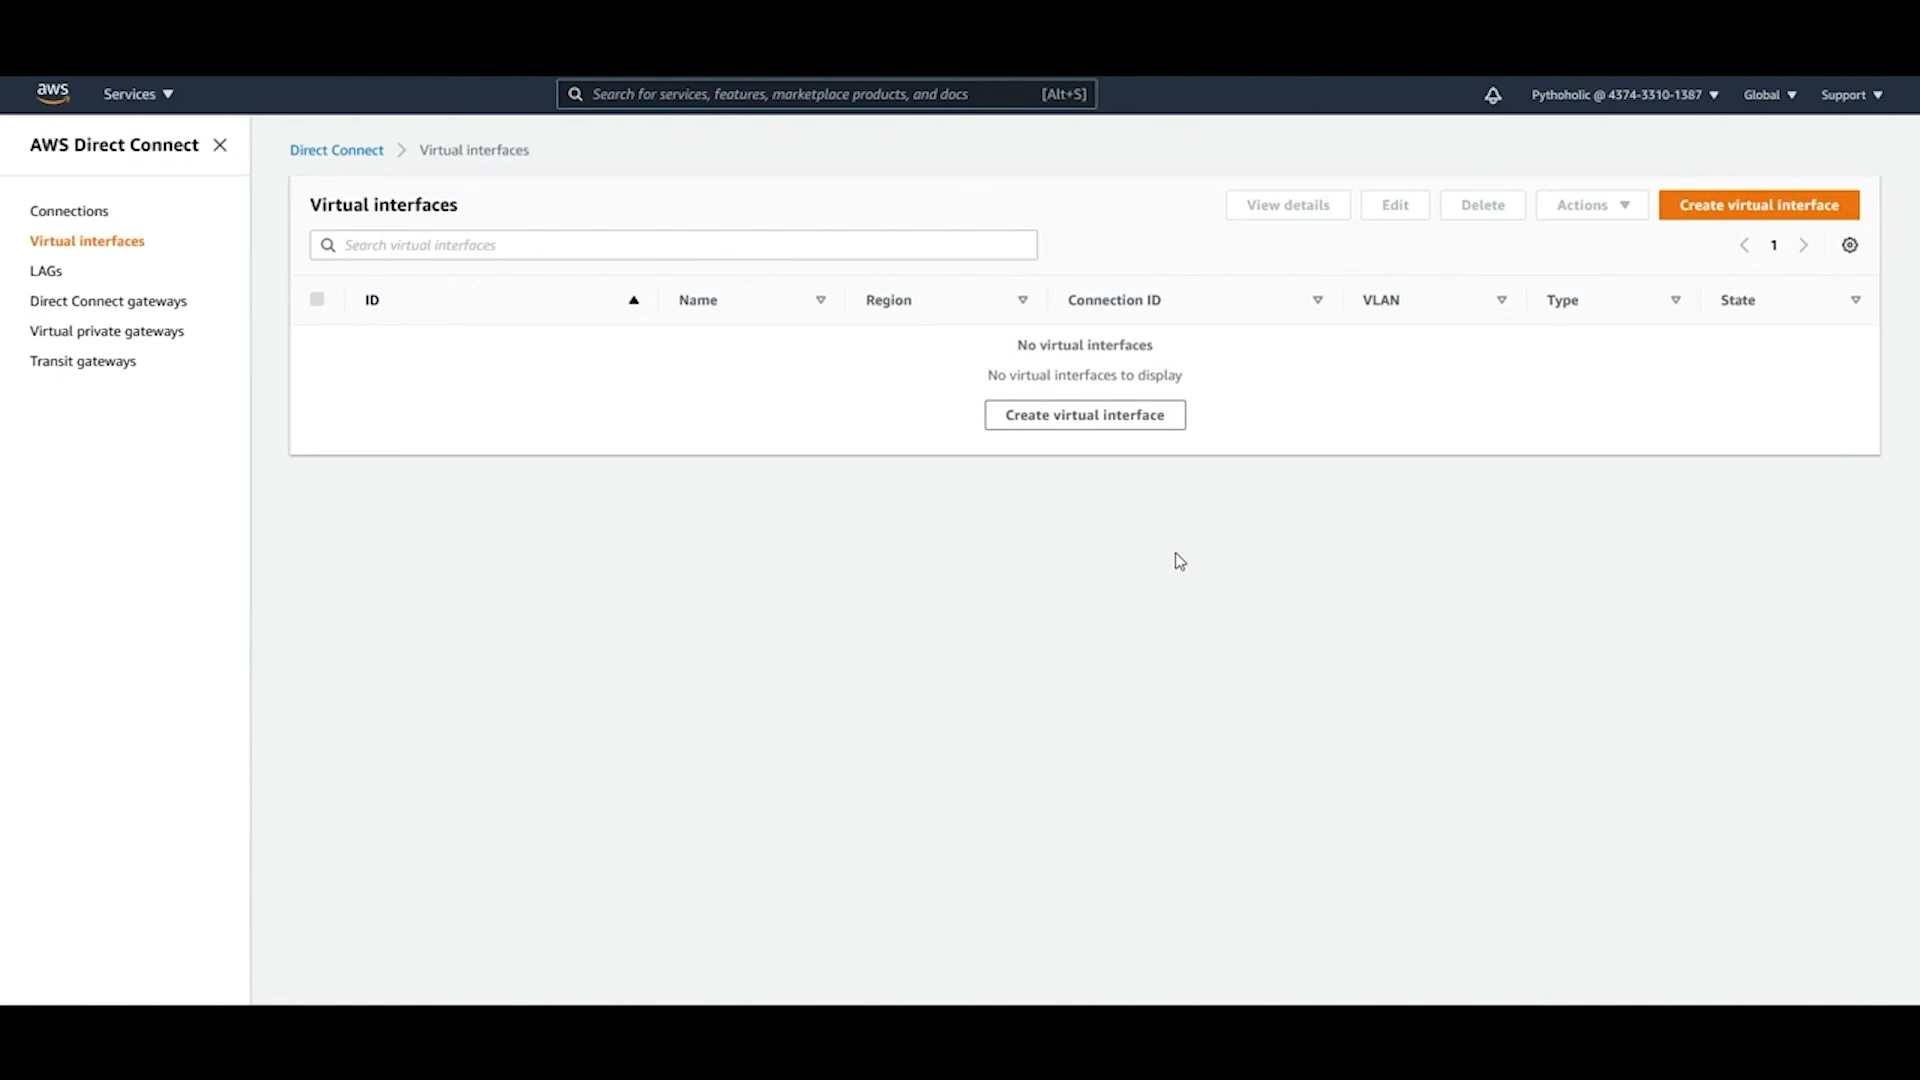 aws Services Search for services, features, marketplace products, and docs [Alt+S] Pythoholic @ 4374-3310-1387 Global Support
AWS Direct Connect
Connections
Virtual interfaces
LAGs
Direct Connect gateways
Virtual private gateways
Transit gateways
Direct Connect Virtual interfaces
Virtual interfaces View details Edit Delete Actions Create virtual interface
Search virtual interfaces 1
ID Name Region Connection ID VLAN Type State
No virtual interfaces
No virtual interfaces to display
Create virtual interface